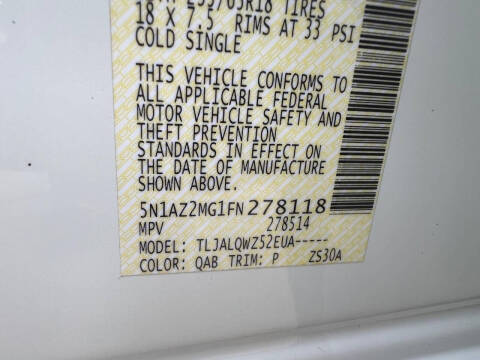 TIRES
18 X 7.5 RIMS AT 33 PSI
COLD SINGLE
THIS VEHICLE CONFORMS TO
ALL APPLICABLE FEDERAL
MOTOR VEHICLE SAFETY AND
THEFT PREVENTION
STANDARDS IN EFFECT ON
THE DATE OF MANUFACTURE
SHOWN ABOVE.
5N1AZ2MG1FN278118
MPV 278514
MODEL: TLJALQWZ52EUA-----
COLOR: QAB TRIM: P ZS30A